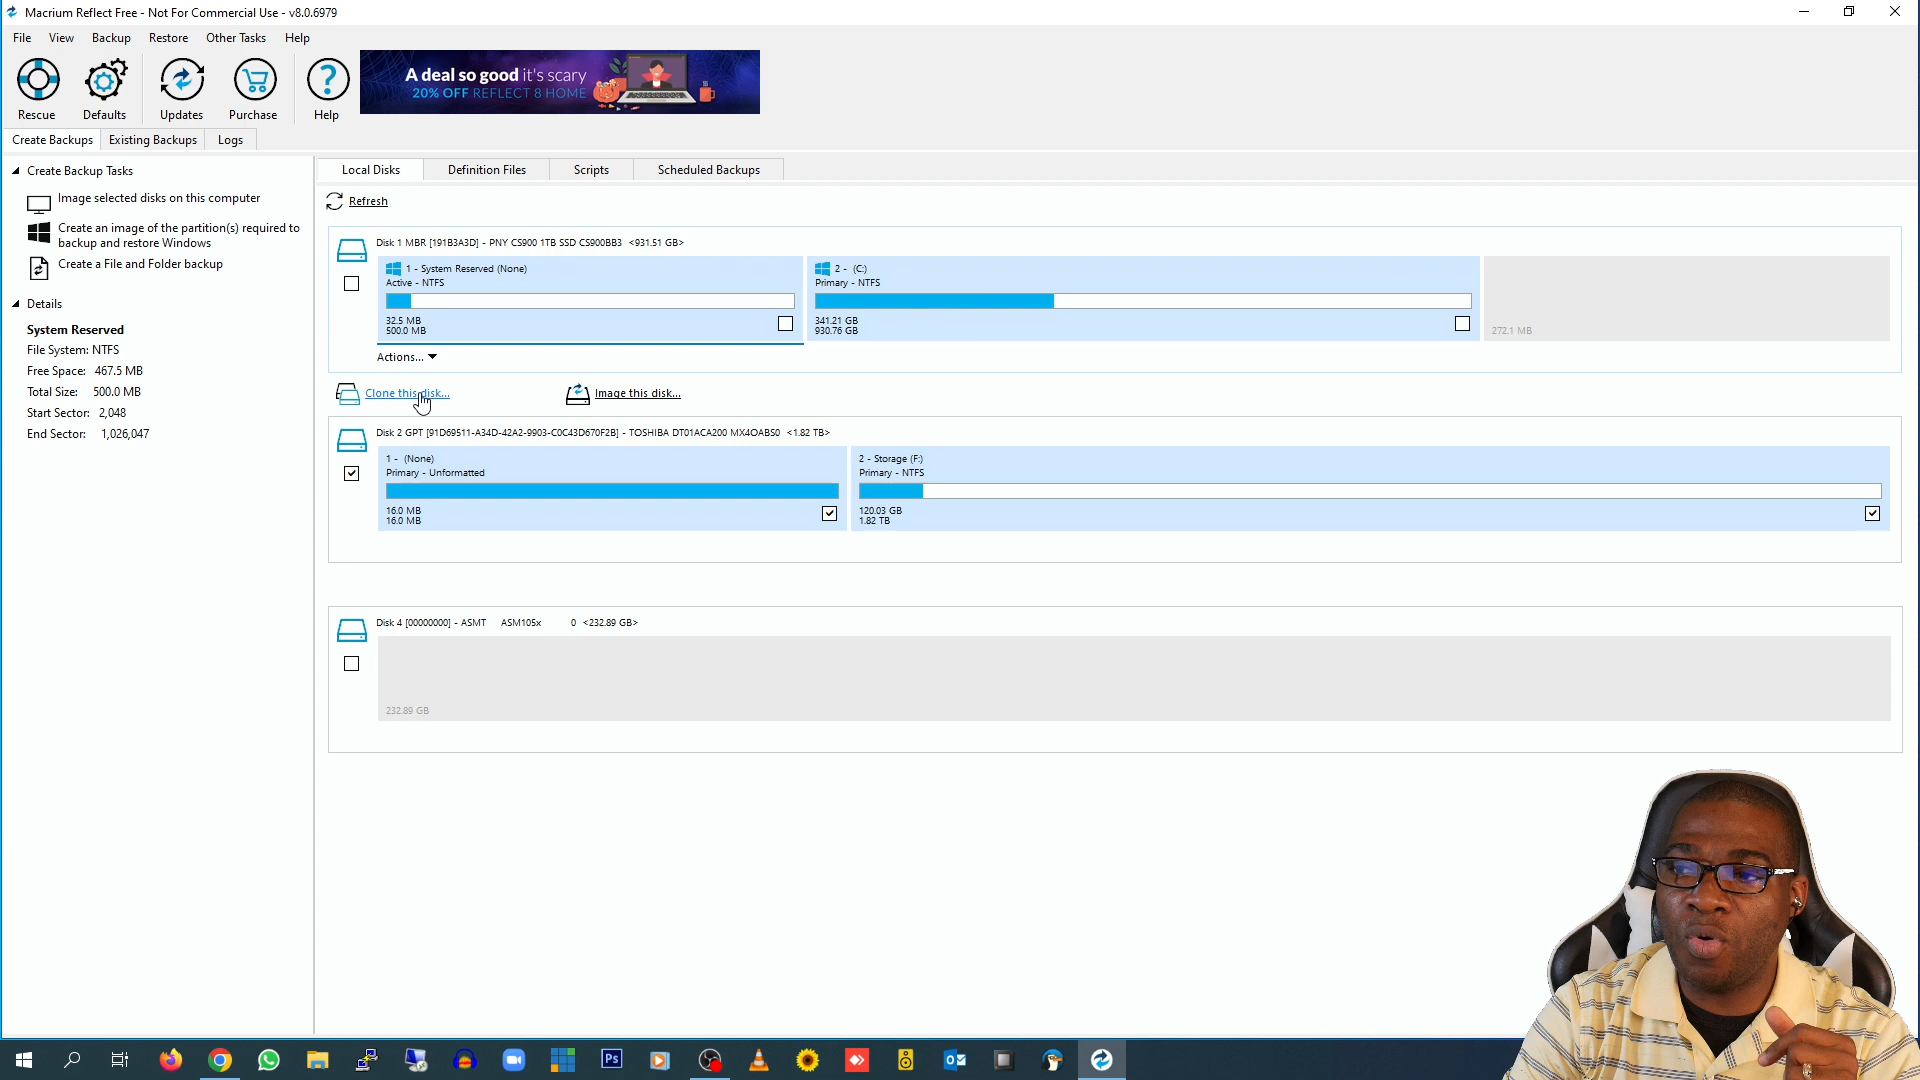 Macrium Reflect Free - Not For Commercial Use - v8.0.6979
File View Backup Restore Other Tasks Help
Rescue Defaults Updates Purchase Help
A deal so good it's scary
20% OFF REFLECT 8 HOME
Create Backups Existing Backups Logs
Create Backup Tasks
Image selected disks on this computer
Create an image of the partition(s) required to
backup and restore Windows
Create a File and Folder backup
Details
System Reserved
File System: NTFS
Free Space: 467.5 MB
Total Size: 500.0 MB
Start Sector: 2,048
End Sector: 1,026,047
Local Disks Definition Files Scripts Scheduled Backups
Refresh
Disk 1 MBR [191B3A3D] - PNY CS900 1TB SSD CS900BB3 <931.51 GB>
1 - System Reserved (None)
Active - NTFS
32.5 MB
500.0 MB
2 - (C:)
Primary - NTFS
341.21 GB
930.76 GB
272.1 MB
Actions...
Clone this disk... Image this disk...
Disk 2 GPT [91D69511-A34D-42A2-9903-C0C43D670F2B] - TOSHIBA DT01ACA200 MX4OABS0 <1.82 TB>
1 - (None)
Primary - Unformatted
16.0 MB
16.0 MB
2 - Storage (F:)
Primary - NTFS
120.03 GB
1.82 TB
Disk 4 [00000000] - ASMT ASM105x 0 <232.89 GB>
232.89 GB
Ps